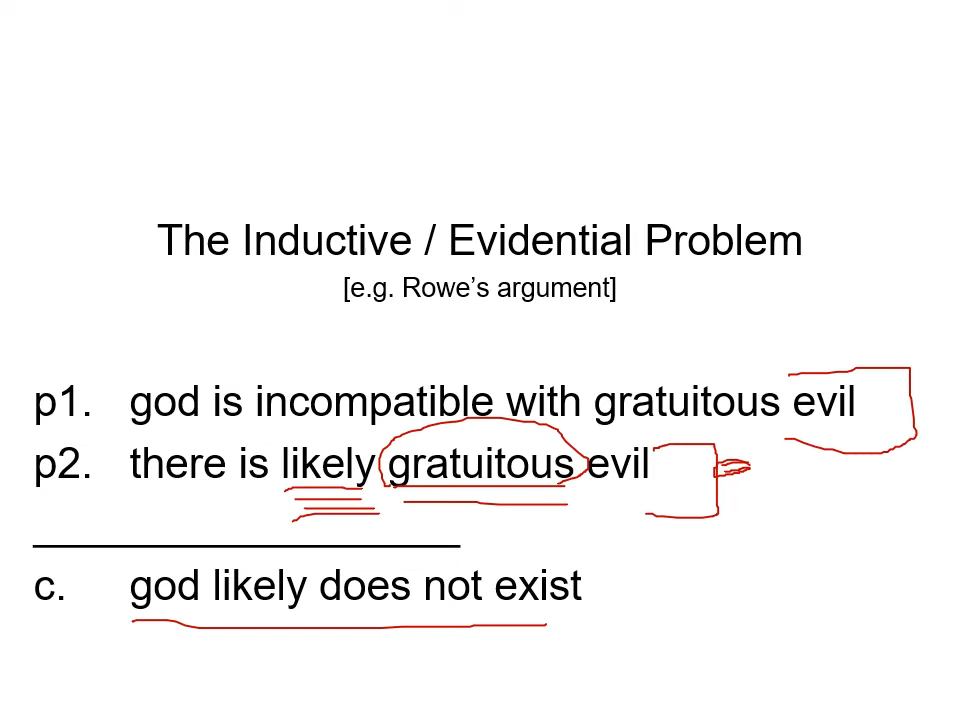 The Inductive / Evidential Problem
[e.g. Rowe’s argument]
p1. god is incompatible with gratuitous evil
p2. there is likely gratuitous evil
c. god likely does not exist